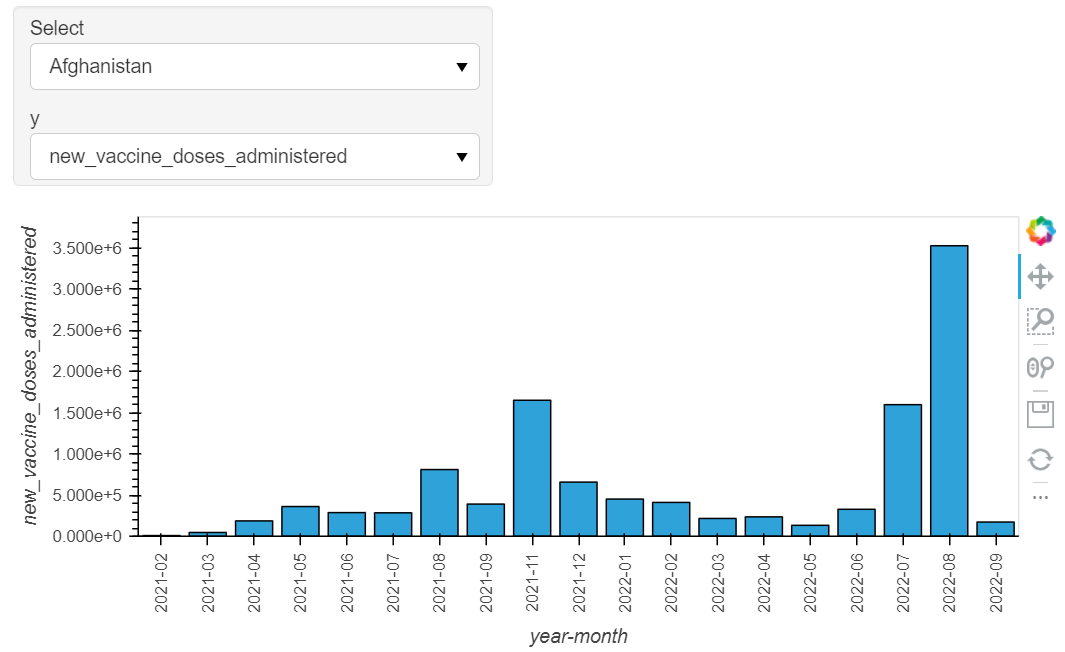 Select
Afghanistan
y
new_vaccine_doses_administered
new_vaccine_doses_administered
3.500e+6
3.000e+6
2.500e+6
2.000e+6
1.500e+6
1.000e+6
5.000e+5
0.000e+0
2021-02
2021-03
2021-04
2021-05
2021-06
2021-07
2021-08
2021-09
2021-11
2021-12
2022-01
2022-02
2022-03
2022-04
2022-05
2022-06
2022-07
2022-08
2022-09
year-month